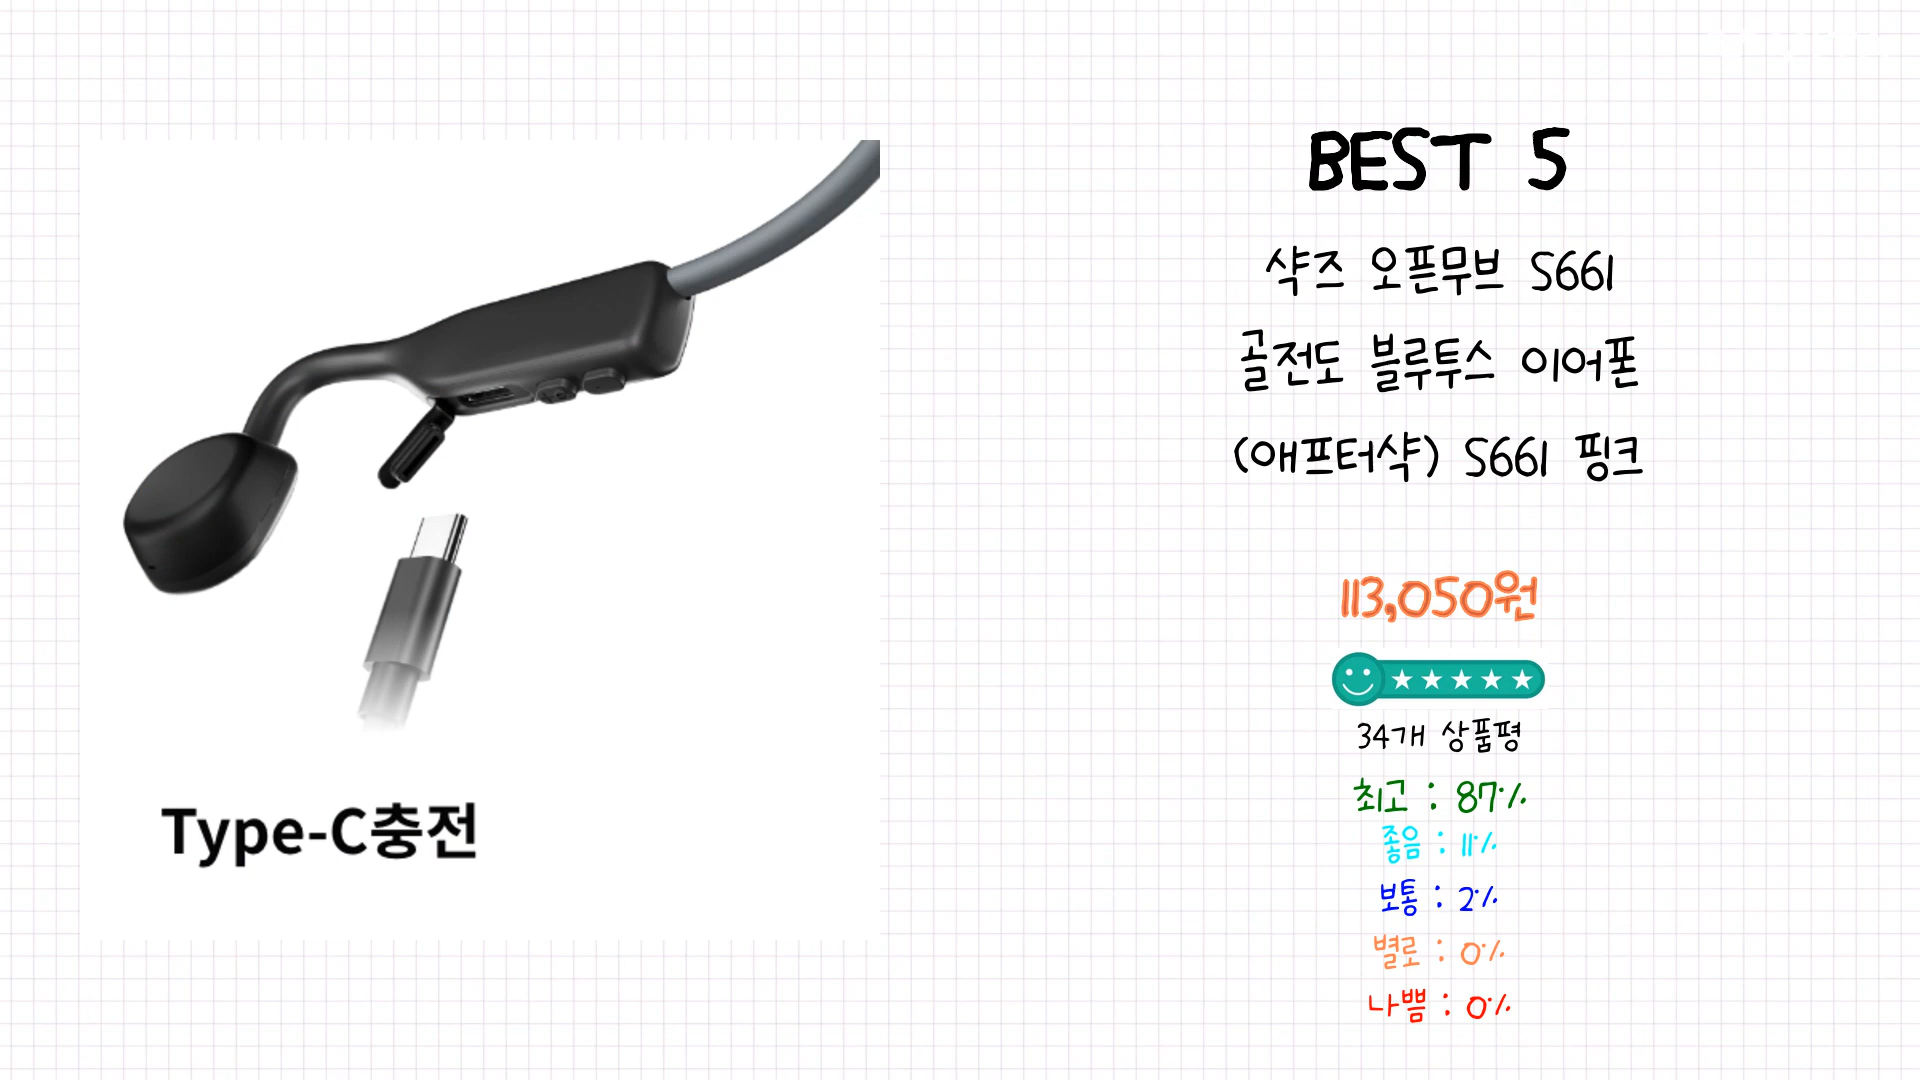 BEST 5
샥즈 오픈무브 S661
골전도 블루투스 이어폰
(애프터샥) S661 핑크
113,050원
34개 상품평
최고 : 87%
좋음 : 11%
보통 : 2%
별로 : 0%
나쁨 : 0%
Type-C충전